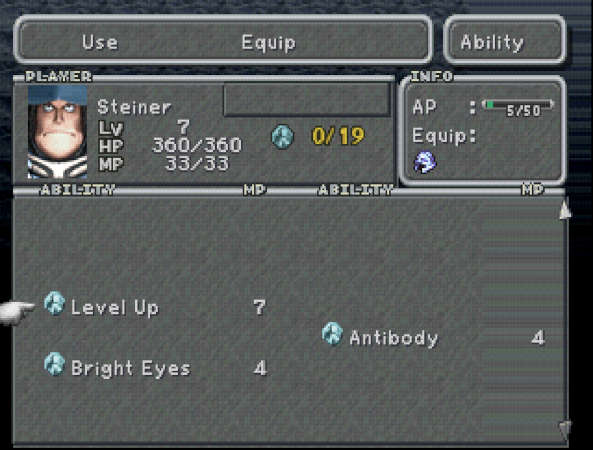 Use Equip Ability
PLAYER INFO
Steiner
Lv 7
HP 360/360
MP 33/33
0/19
AP : 5/50
Equip:
ABILITY MP ABILITY MP
Level Up 7
Antibody 4
Bright Eyes 4